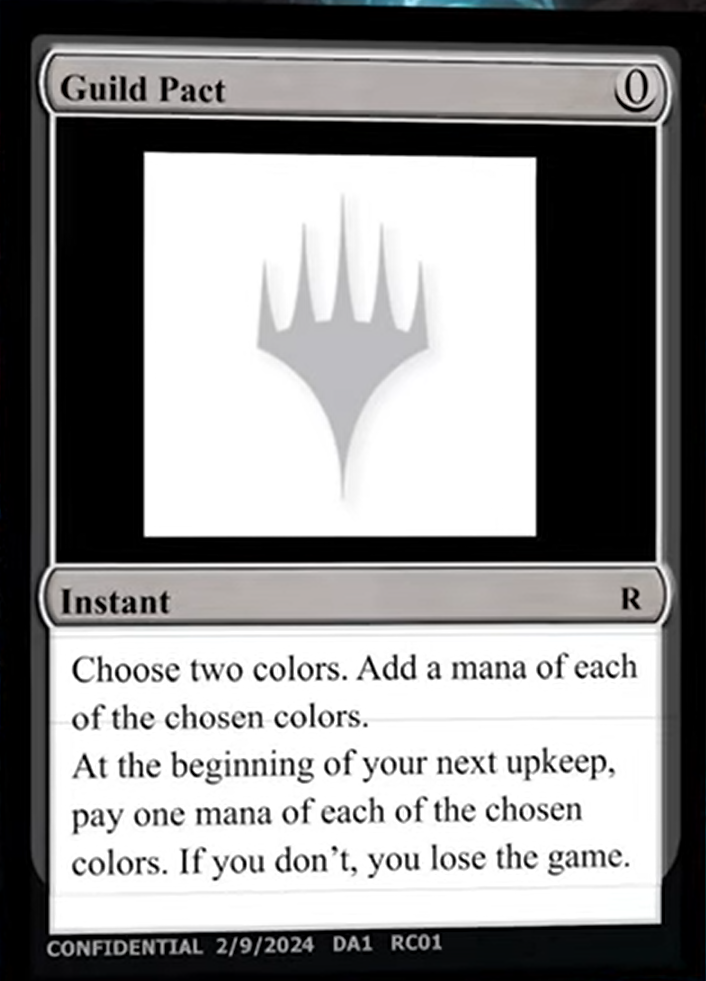 Guild Pact 0
Instant R
Choose two colors. Add a mana of each
of the chosen colors.
At the beginning of your next upkeep,
pay one mana of each of the chosen
colors. If you don’t, you lose the game.
CONFIDENTIAL 2/9/2024 DA1 RC01